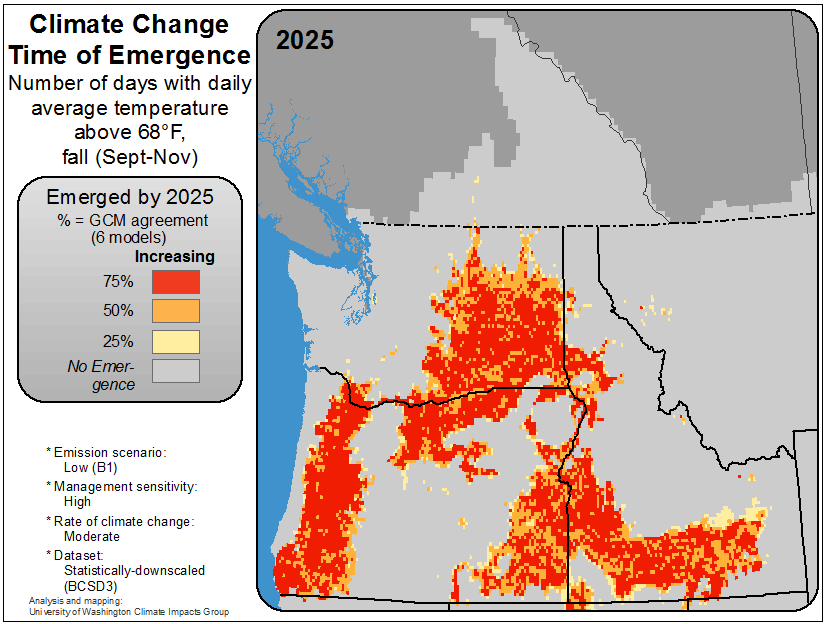 Climate Change
Time of Emergence
Number of days with daily
average temperature
above 68°F,
fall (Sept-Nov)
Emerged by 2025
% = GCM agreement
(6 models)
Increasing
75%
50%
25%
No Emer-
gence
* Emission scenario:
Low (B1)
* Management sensitivity:
High
* Rate of climate change:
Moderate
* Dataset:
Statistically-downscaled
(BCSD3)
Analysis and mapping:
University of Washington Climate Impacts Group
2025